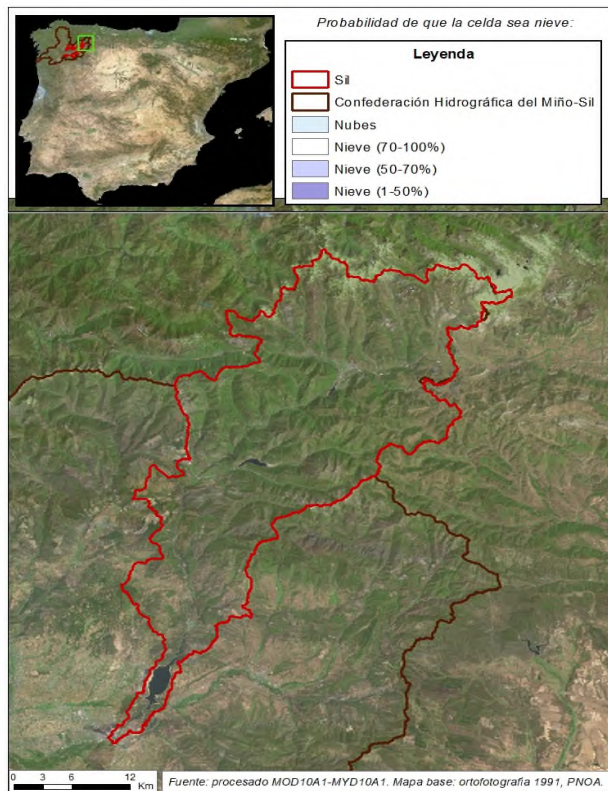 Probabilidad de que la celda sea nieve:
Leyenda
Sil
Confederación Hidrográfica del Miño-Sil
Nubes
Nieve (70-100%)
Nieve (50-70%)
Nieve (1-50%)
0 3 6 12
Km
Fuente: procesado MOD10A1-MYD10A1. Mapa base: ortofotografía 1991, PNOA.